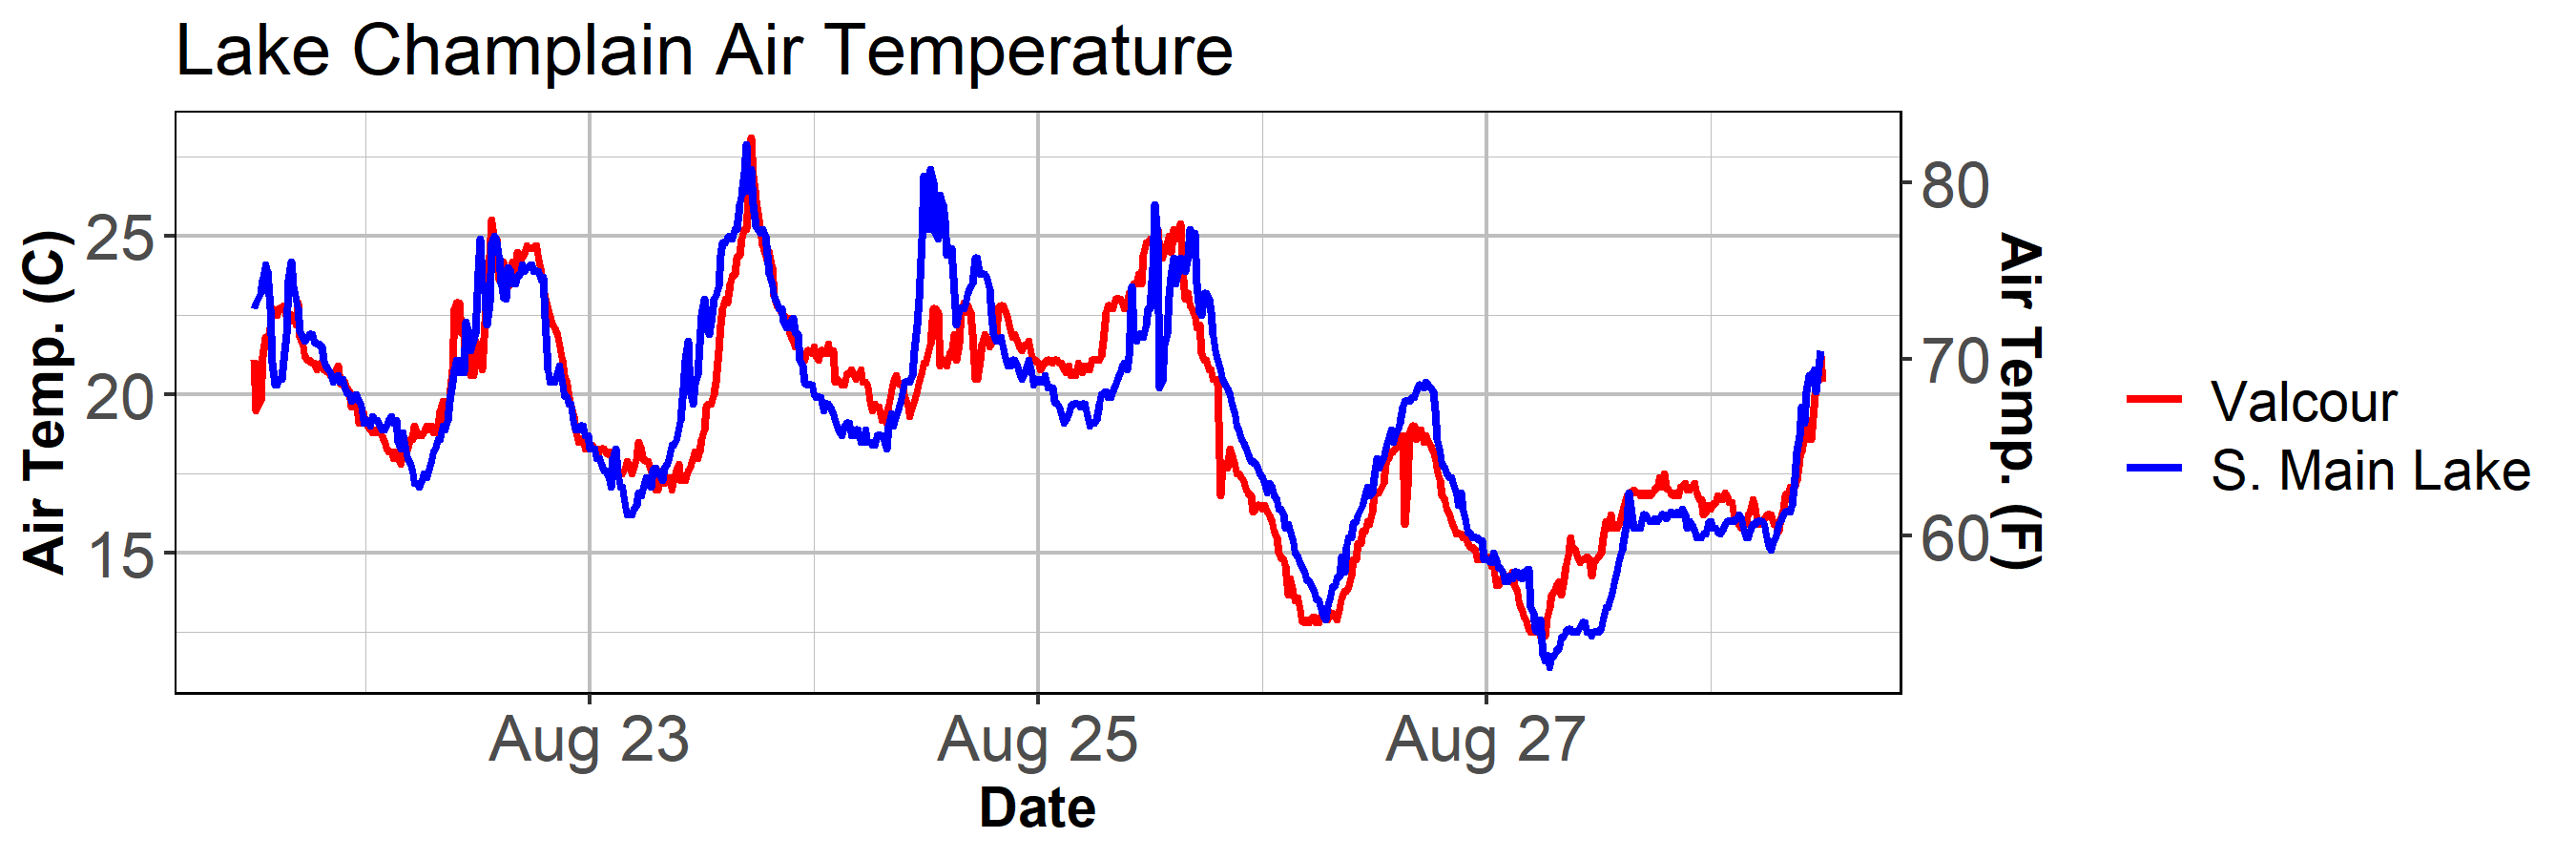 Lake Champlain Air Temperature
Air Temp. (C)
25
20
15
80
70
60
Air Temp. (F)
Valcour
S. Main Lake
Aug 23
Aug 25
Aug 27
Date